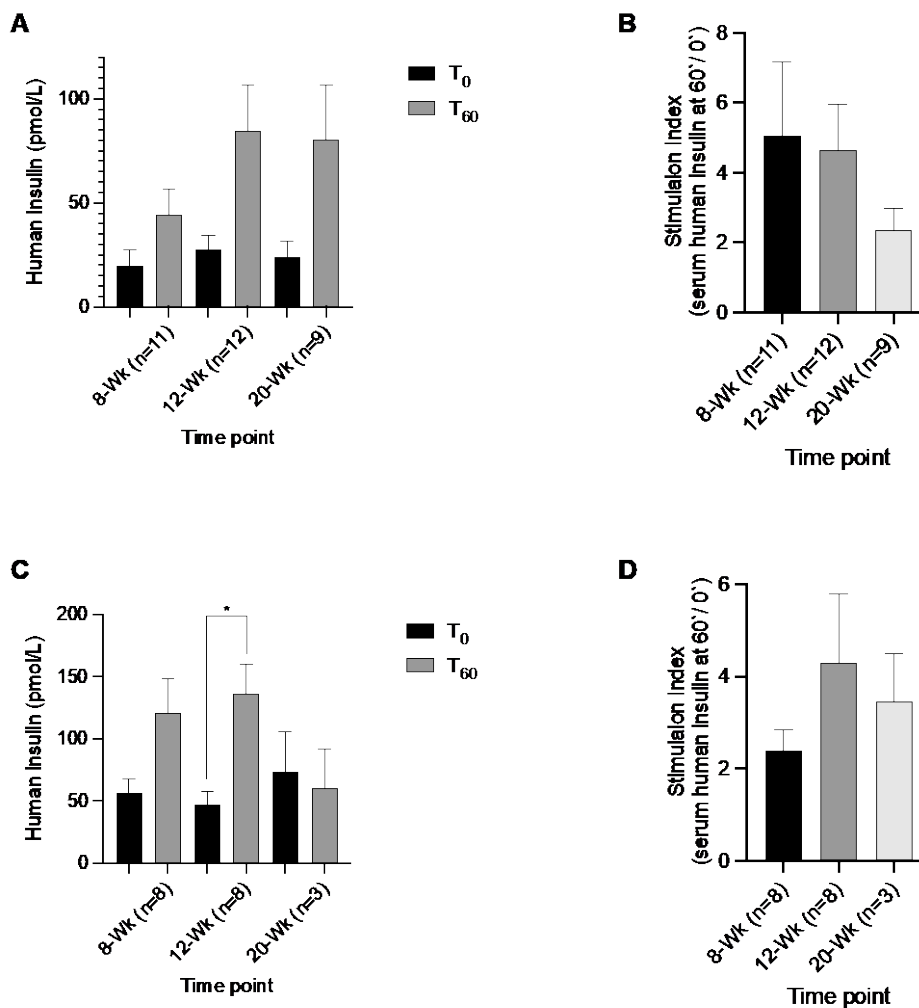 A
Human Insulin (pmol/L)
100
50
0
T0
T60
8-Wk (n=11)
12-Wk (n=12)
20-Wk (n=9)
Time point
B
Stimulaion Index
(serum human Insulin at 60`/ 0`)
8
6
4
2
0
8-Wk (n=11)
12-Wk (n=12)
20-Wk (n=9)
Time point
C
Human Insulin (pmol/L)
200
150
100
50
0
*
T0
T60
8-Wk (n=8)
12-Wk (n=8)
20-Wk (n=3)
Time point
D
Stimulaion Index
(serum human Insulin at 60`/ 0`)
6
4
2
0
8-Wk (n=8)
12-Wk (n=8)
20-Wk (n=3)
Time point